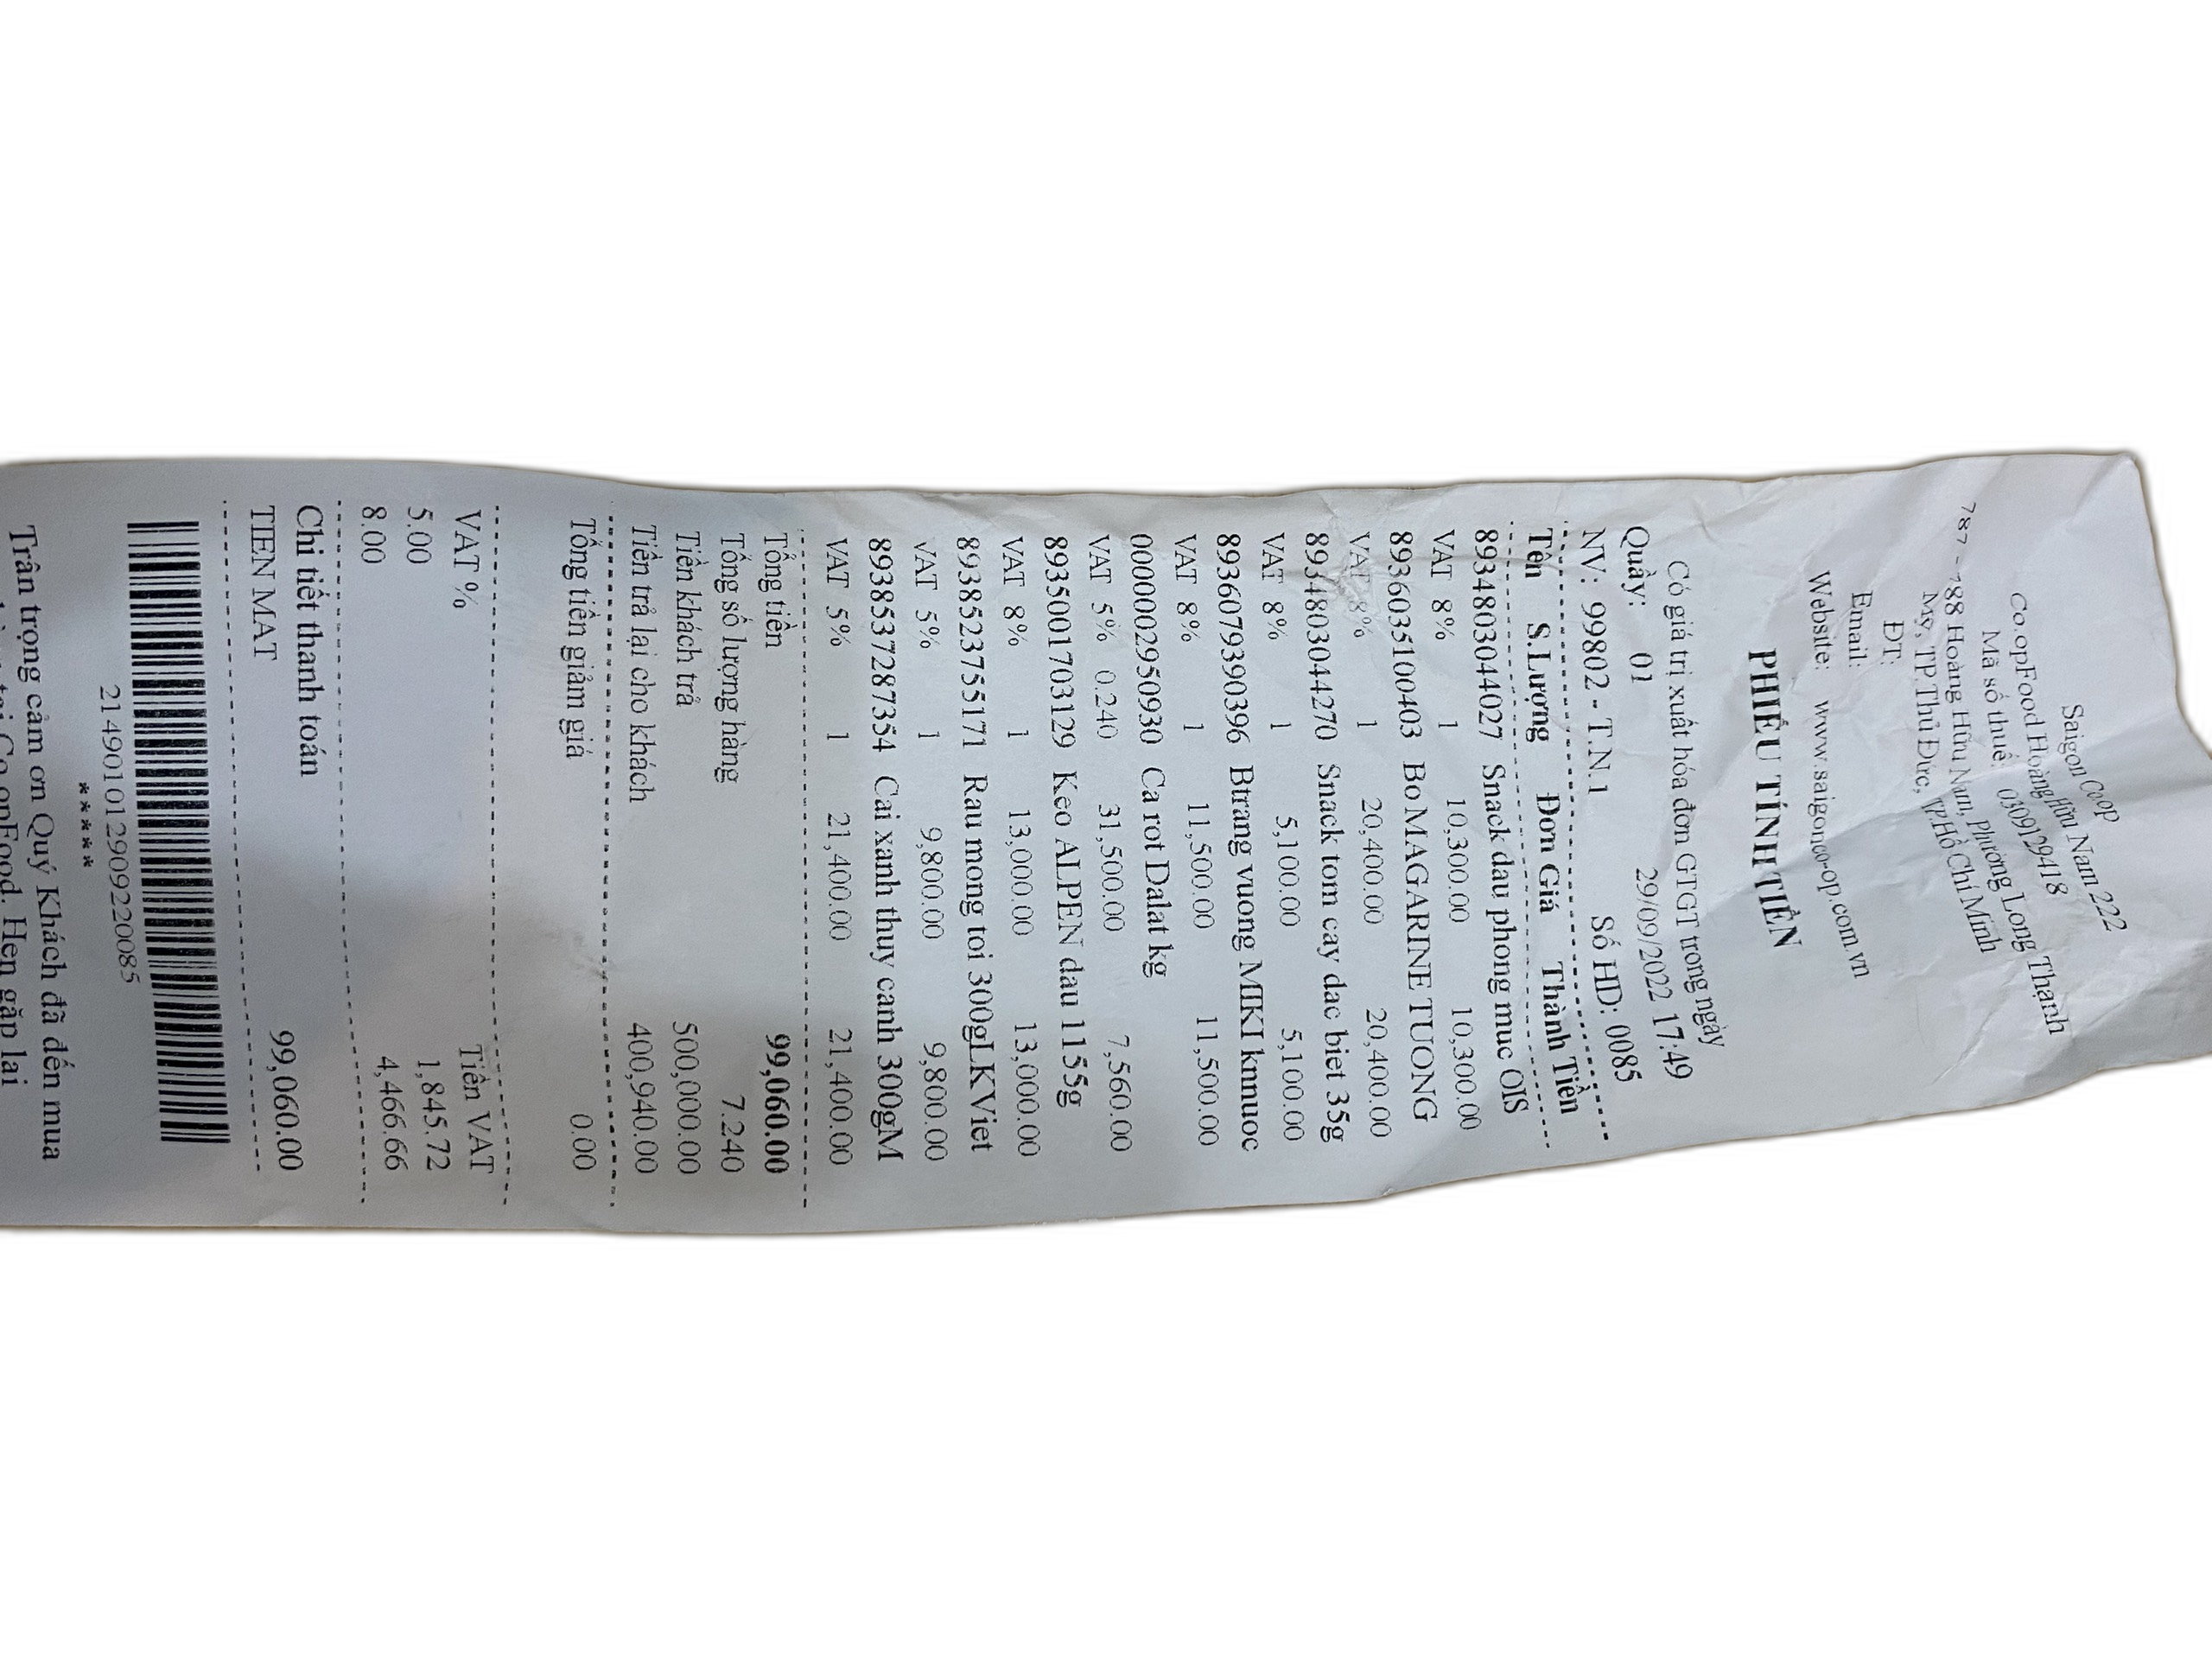 Saigon Co.op
Co.opFood Hoàng Hữu Nam 222
Mã số thuế: 0309129418
787 - 788 Hoàng Hữu Nam, Phường Long Thạnh
Mỹ, TP.Thủ Đức, TP.Hồ Chí Minh
ĐT:
Email:
Website: www.saigonco-op.com.vn
PHIẾU TÍNH TIỀN
Có giá trị xuất hóa đơn GTGT trong ngày
Quầy: 01 29/09/2022 17:49
NV: 99802 - T.N.1 Số HD: 0085
Tên S.Lượng Đơn Giá Thành Tiền
8934803044027 Snack dau phong muc OIS
VAT 8% 1 10,300.00 10,300.00
8936035100403 Bo MAGARINE TUONG
VAT 8% 1 20,400.00 20,400.00
8934803044270 Snack tom cay dac biet 35g
VAT 8% 1 5,100.00 5,100.00
8936079390396 Btrang vuong MIKI knnuoc
VAT 8% 1 11,500.00 11,500.00
0000002950930 Ca rot Dalat kg
VAT 5% 0.240 31,500.00 7,560.00
8935001703129 Keo ALPEN dau 115g
VAT 8% 1 13,000.00 13,000.00
8938523755171 Rau mong toi 300gLKViet
VAT 5% 1 9,800.00 9,800.00
8938537287354 Cai xanh thuy canh 300gM
VAT 5% 1 21,400.00 21,400.00
Tổng tiền 99,060.00
Tổng số lượng hàng 7.240
Tiền khách trả 500,000.00
Tiền trả lại cho khách 400,940.00
Tổng tiền giảm giá 0.00
VAT % Tiền VAT
5.00 1,845.72
8.00 4,466.66
Chi tiết thanh toán
TIEN MAT 99,060.00
214901012909220085
*****
Trân trọng cảm ơn Quý Khách đã đến mua
tại Co.opFood. Hẹn gặp lại